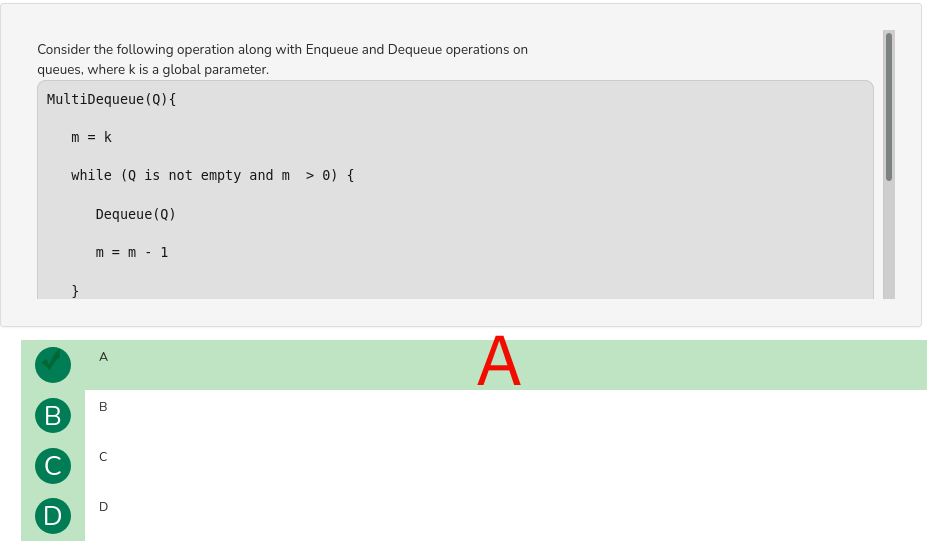 Consider the following operation along with Enqueue and Dequeue operations on
queues, where k is a global parameter.
MultiDequeue(Q){
m = k
while (Q is not empty and m  > 0) {
Dequeue(Q)
m = m - 1
}
A
A
B B
C C
D D